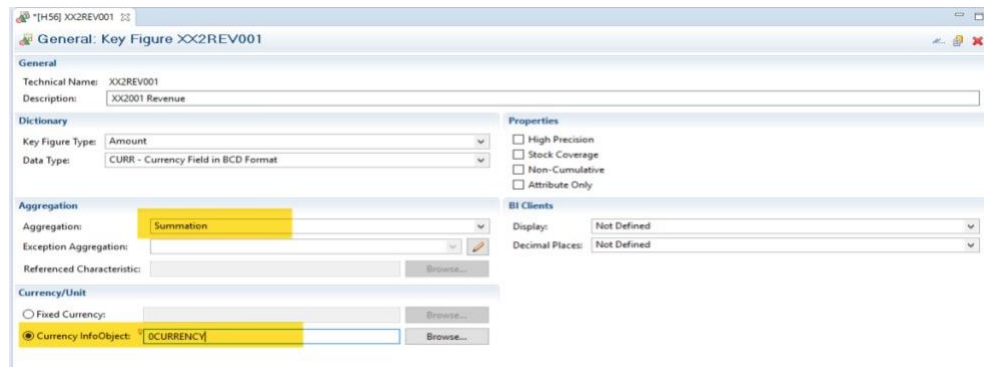 *[H56] XX2REV001
General: Key Figure XX2REV001
General
Technical Name: XX2REV001
Description: XX2001 Revenue
Dictionary
Key Figure Type: Amount
Data Type: CURR - Currency Field in BCD Format
Properties
High Precision
Stock Coverage
Non-Cumulative
Attribute Only
Aggregation
Aggregation: Summation
Exception Aggregation:
Referenced Characteristic: Browse...
BI Clients
Display: Not Defined
Decimal Places: Not Defined
Currency/Unit
Fixed Currency: Browse...
Currency InfoObject: 0CURRENCY Browse...